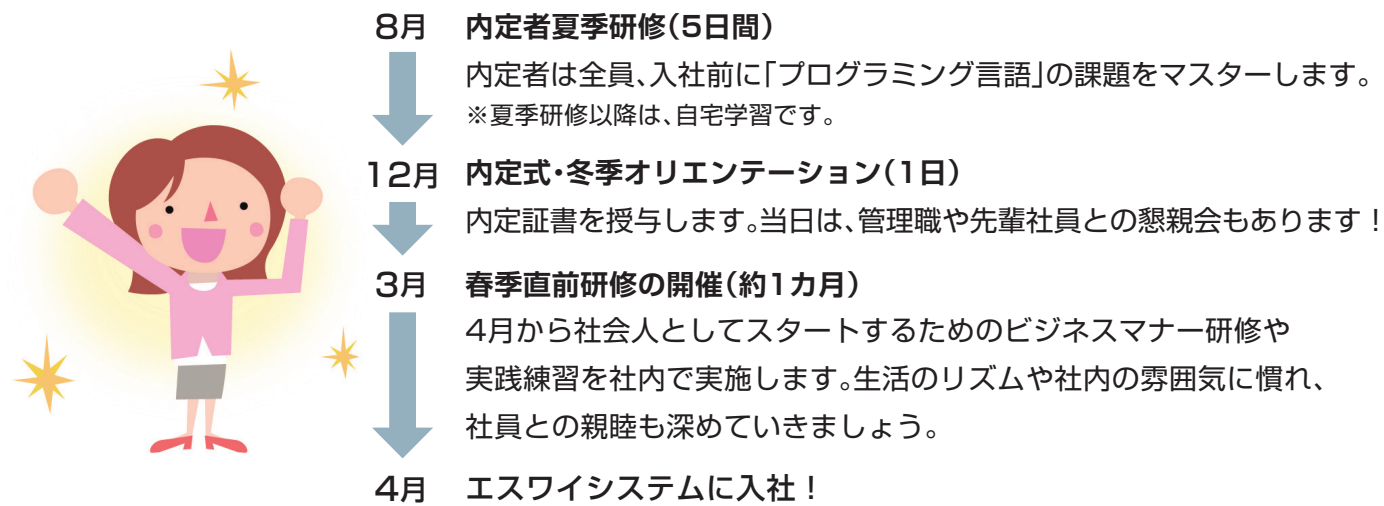 8月 内定者夏季研修（5日間）
内定者は全員、入社前に「プログラミング言語」の課題をマスターします。
※夏季研修以降は、自宅学習です。
12月 内定式・冬季オリエンテーション（1日）
内定証書を授与します。当日は、管理職や先輩社員との懇親会もあります！
3月 春季直前研修の開催（約1カ月）
4月から社会人としてスタートするためのビジネスマナー研修や
実践練習を社内で実施します。生活のリズムや社内の雰囲気に慣れ、
社員との親睦も深めていきましょう。
4月 エスワイシステムに入社！